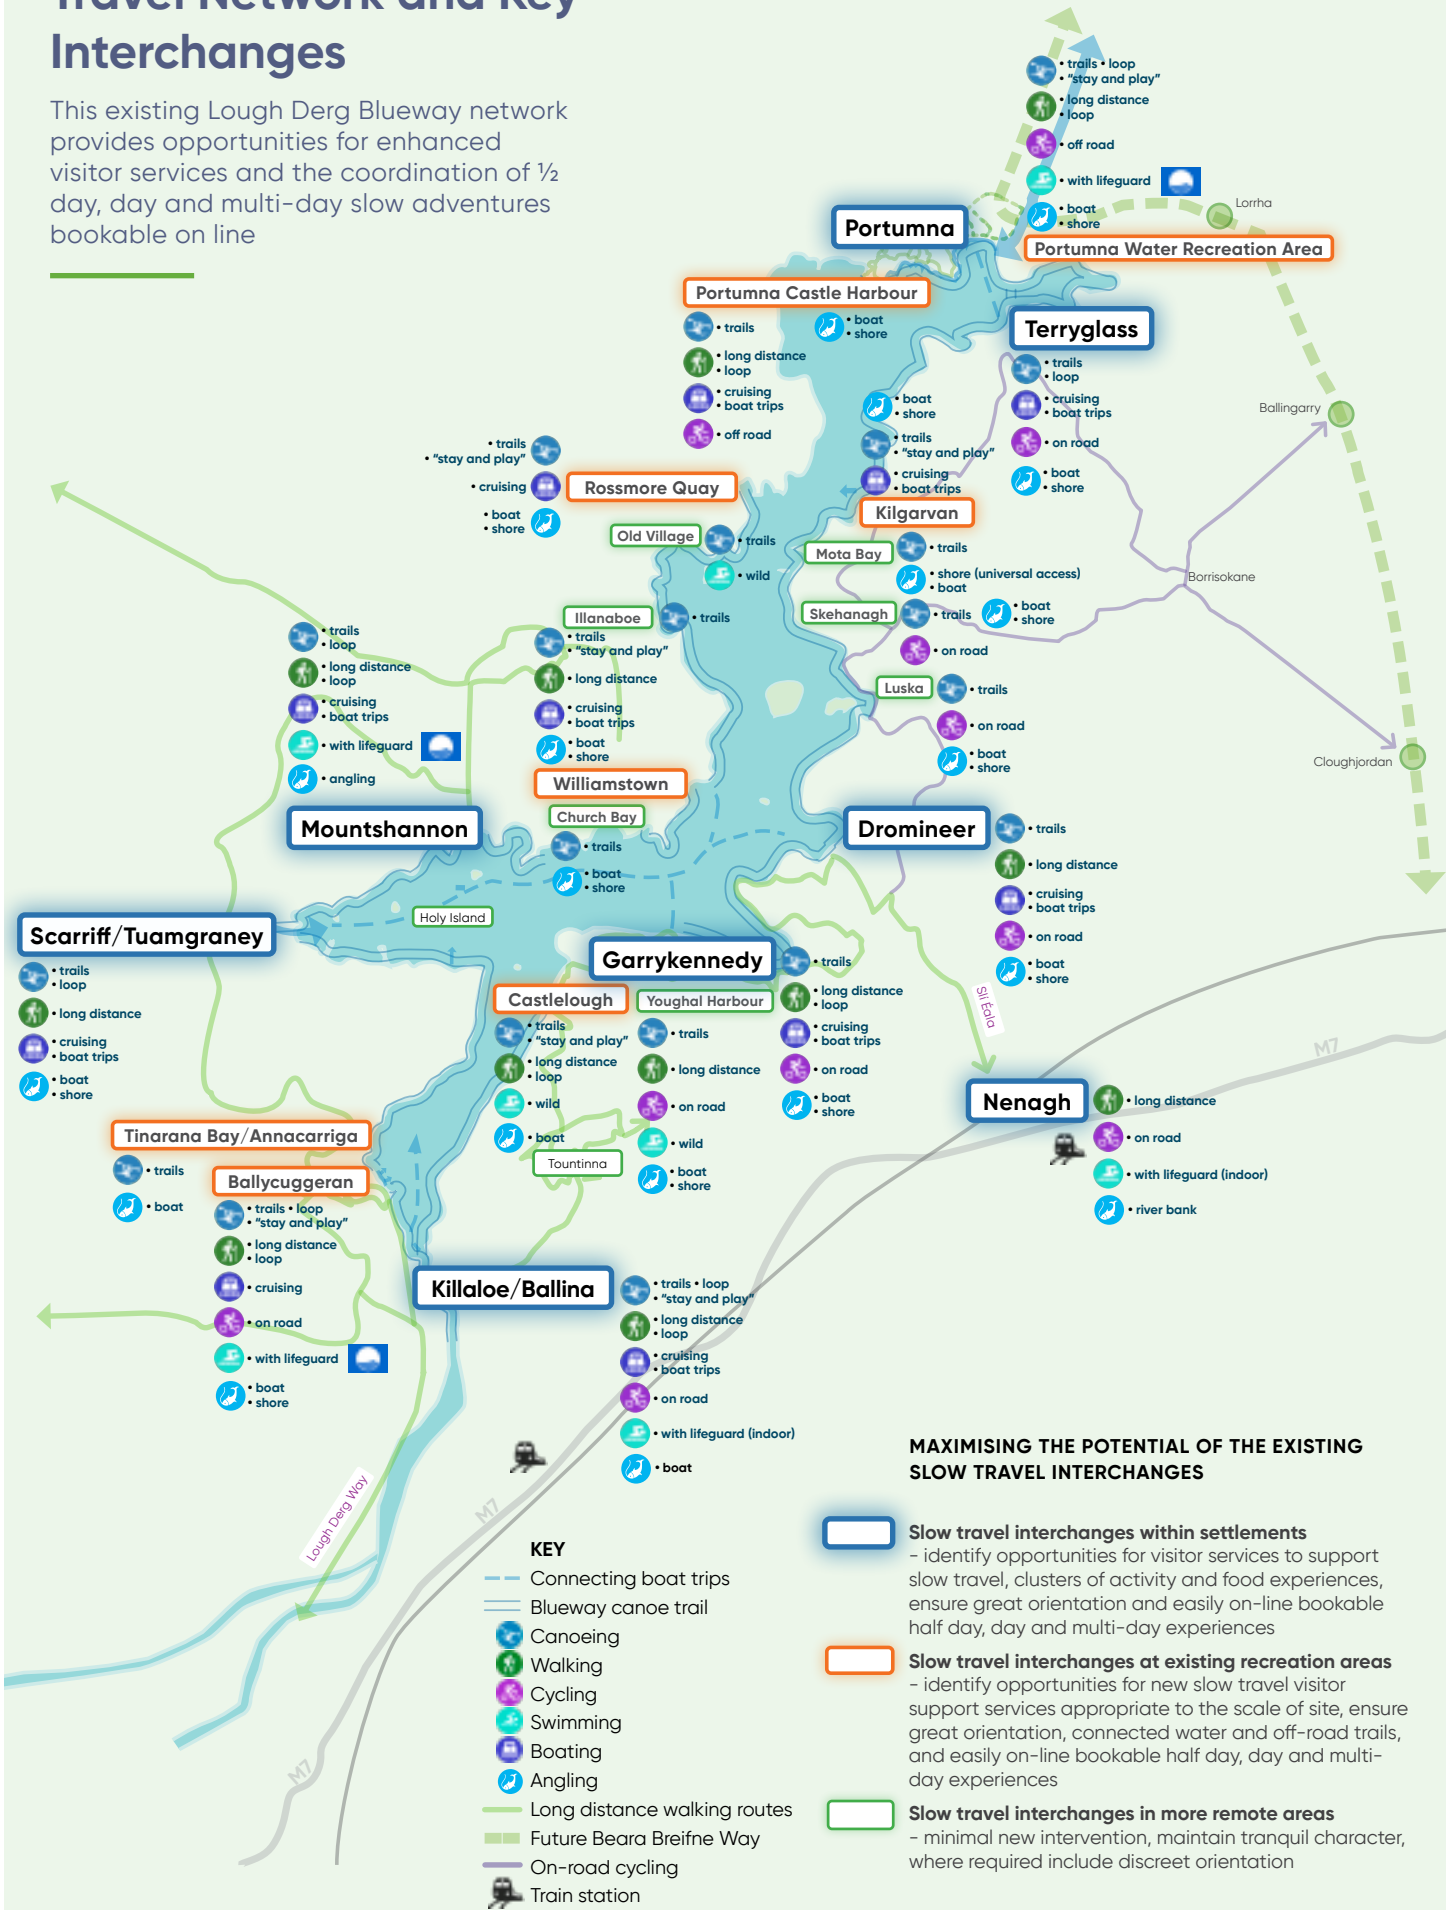 Travel Network and Key
Interchanges
This existing Lough Derg Blueway network
provides opportunities for enhanced
visitor services and the coordination of ½
day, day and multi-day slow adventures
bookable on line
• trails • loop
• “stay and play”
• long distance
• loop
• off road
• with lifeguard
• boat
• shore
Lorrha
Portumna
Portumna Water Recreation Area
Portumna Castle Harbour
• trails
• long distance
• loop
• cruising
• boat trips
• off road
• boat
• shore
Terryglass
• trails
• loop
• cruising
• boat trips
• on road
• boat
• shore
Ballingarry
• boat
• shore
• trails
• “stay and play”
• cruising
• boat trips
Kilgarvan
• trails
• “stay and play”
• cruising
• boat
• shore
Rossmore Quay
Old Village
• trails
• wild
Mota Bay
• trails
• shore (universal access)
• boat
Borrisokane
Illanaboe
• trails
Skehanagh
• trails
• boat
• shore
• on road
• trails
• loop
• long distance
• loop
• cruising
• boat trips
• with lifeguard
• angling
Mountshannon
• trails
• “stay and play”
• long distance
• cruising
• boat trips
• boat
• shore
Williamstown
Church Bay
• trails
• boat
• shore
Luska
• trails
• on road
• boat
• shore
Cloughjordan
Dromineer
• trails
• long distance
• cruising
• boat trips
• on road
• boat
• shore
Holy Island
Scarriff/Tuamgraney
• trails
• loop
• long distance
• cruising
• boat trips
• boat
• shore
Garrykennedy
• trails
• long distance
• loop
• cruising
• boat trips
• on road
• boat
• shore
Castlelough
• trails
• “stay and play”
• long distance
• loop
• wild
• boat
Youghal Harbour
• trails
• long distance
• on road
• wild
• boat
• shore
Tountinna
Slí Éala
M7
Nenagh
• long distance
• on road
• with lifeguard (indoor)
• river bank
Tinarana Bay/Annacarriga
• trails
• boat
Ballycuggeran
• trails • loop
• “stay and play”
• long distance
• loop
• cruising
• on road
• with lifeguard
• boat
• shore
Killaloe/Ballina
• trails • loop
• “stay and play”
• long distance
• loop
• cruising
• boat trips
• on road
• with lifeguard (indoor)
• boat
Lough Derg Way
M7
M7
KEY
Connecting boat trips
Blueway canoe trail
Canoeing
Walking
Cycling
Swimming
Boating
Angling
Long distance walking routes
Future Beara Breifne Way
On-road cycling
Train station
MAXIMISING THE POTENTIAL OF THE EXISTING
SLOW TRAVEL INTERCHANGES
Slow travel interchanges within settlements
- identify opportunities for visitor services to support
slow travel, clusters of activity and food experiences,
ensure great orientation and easily on-line bookable
half day, day and multi-day experiences
Slow travel interchanges at existing recreation areas
- identify opportunities for new slow travel visitor
support services appropriate to the scale of site, ensure
great orientation, connected water and off-road trails,
and easily on-line bookable half day, day and multi-
day experiences
Slow travel interchanges in more remote areas
- minimal new intervention, maintain tranquil character,
where required include discreet orientation